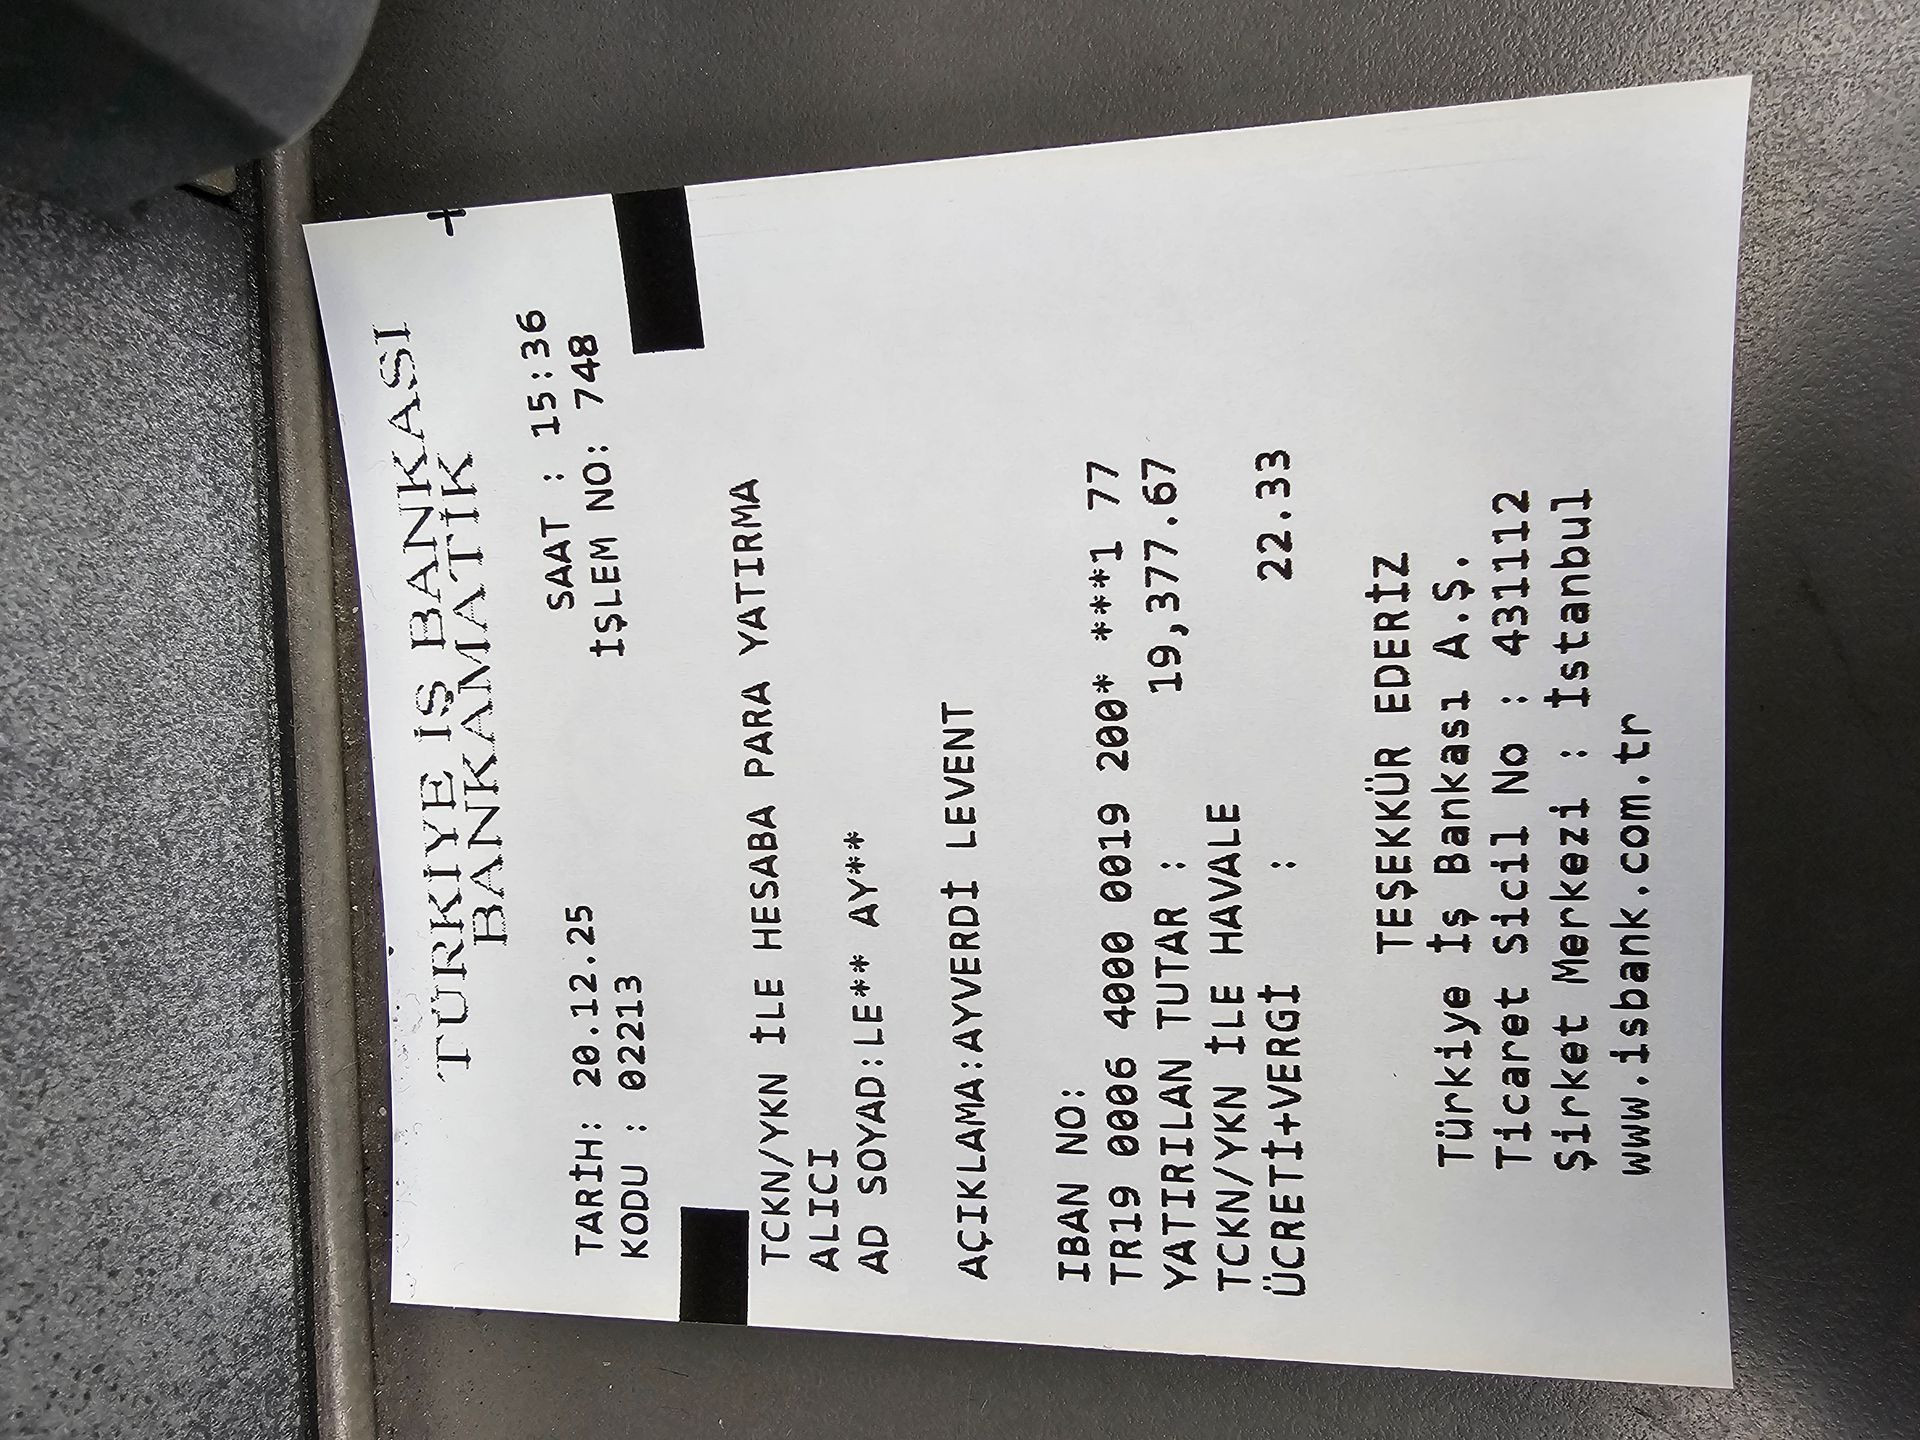 TÜRKİYE İŞ BANKASI
BANKAMATİK
TARİH: 20.12.25 SAAT : 15:36
KODU : 02213 İŞLEM NO: 748
TCKN/YKN İLE HESABA PARA YATIRMA
ALICI
AD SOYAD:LE** AY**
AÇIKLAMA:AYVERDİ LEVENT
IBAN NO:
TR19 0006 4000 0019 200* ***1 77
YATIRILAN TUTAR : 19,377.67
TCKN/YKN İLE HAVALE
ÜCRETİ+VERGİ : 22.33
TEŞEKKÜR EDERİZ
Türkiye İş Bankası A.Ş.
Ticaret Sicil No : 431112
Şirket Merkezi : İstanbul
www.isbank.com.tr